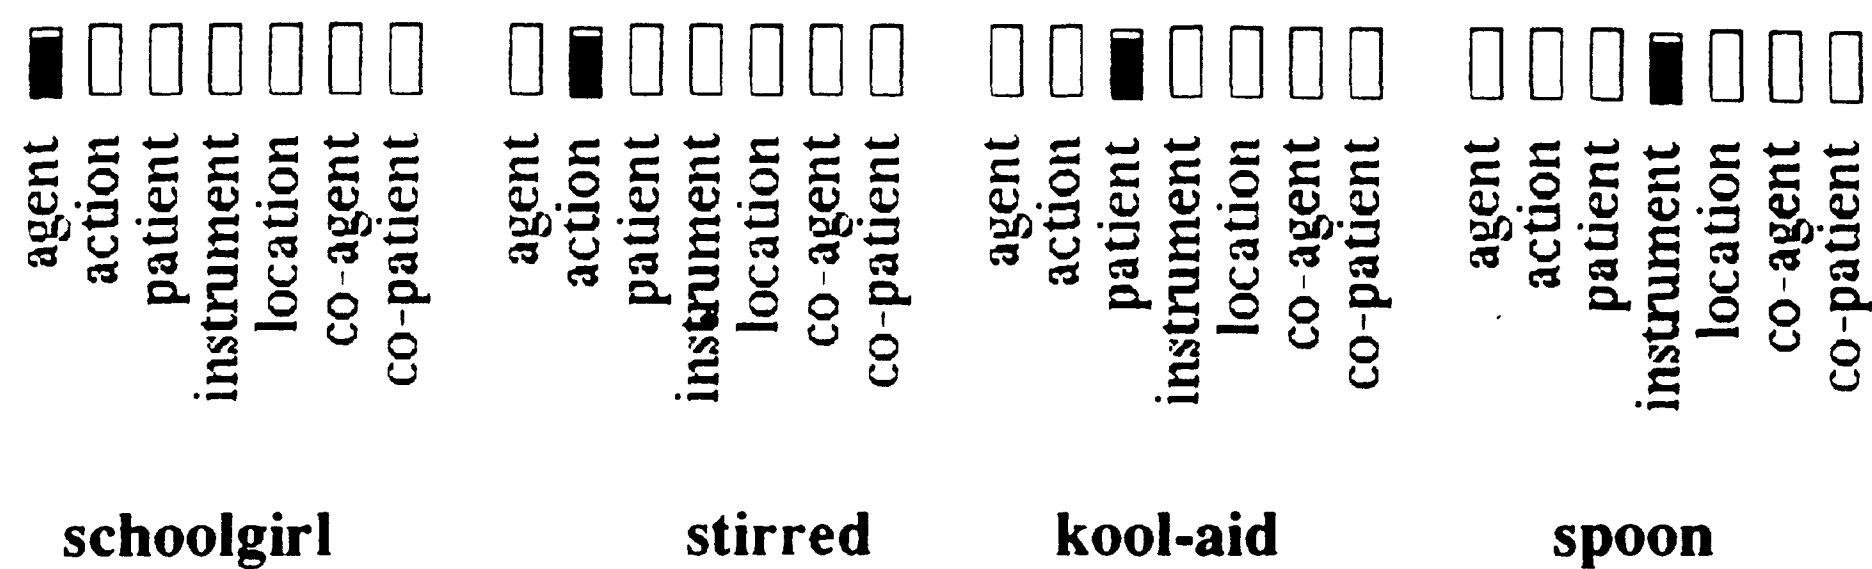 agent action patient instrument location co-agent co-patient
agent action patient instrument location co-agent co-patient
agent action patient instrument location co-agent co-patient
agent action patient instrument location co-agent co-patient
schoolgirl stirred kool-aid spoon